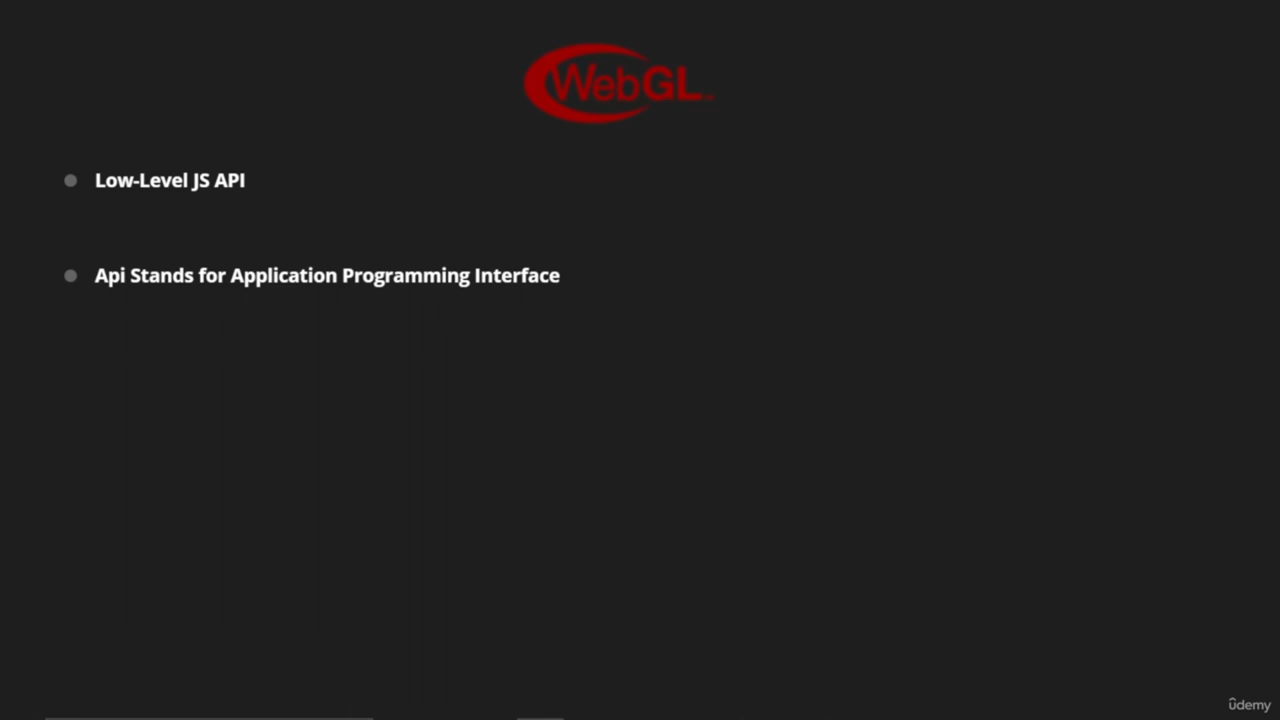 WebGL
Low-Level JS API
Api Stands for Application Programming Interface
ûdemy